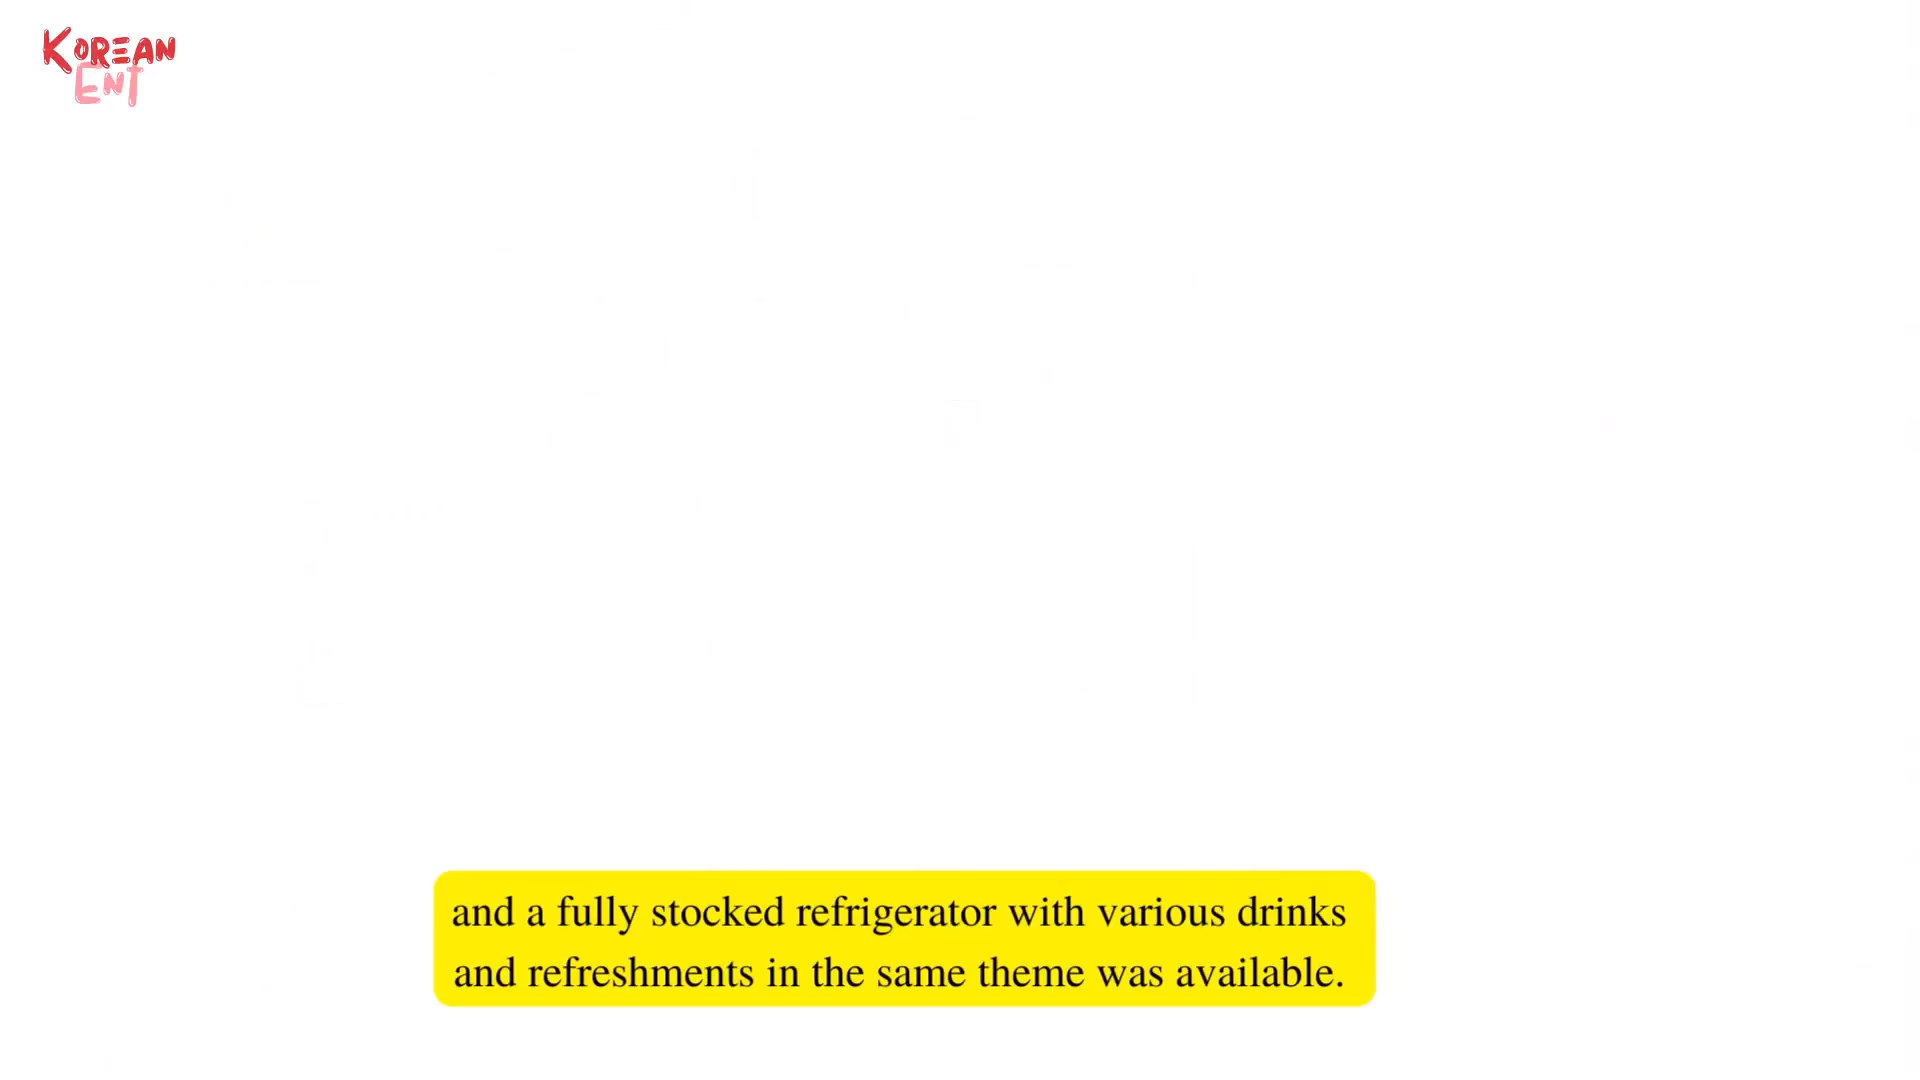 KOREAN
ENT
and a fully stocked refrigerator with various drinks
and refreshments in the same theme was available.